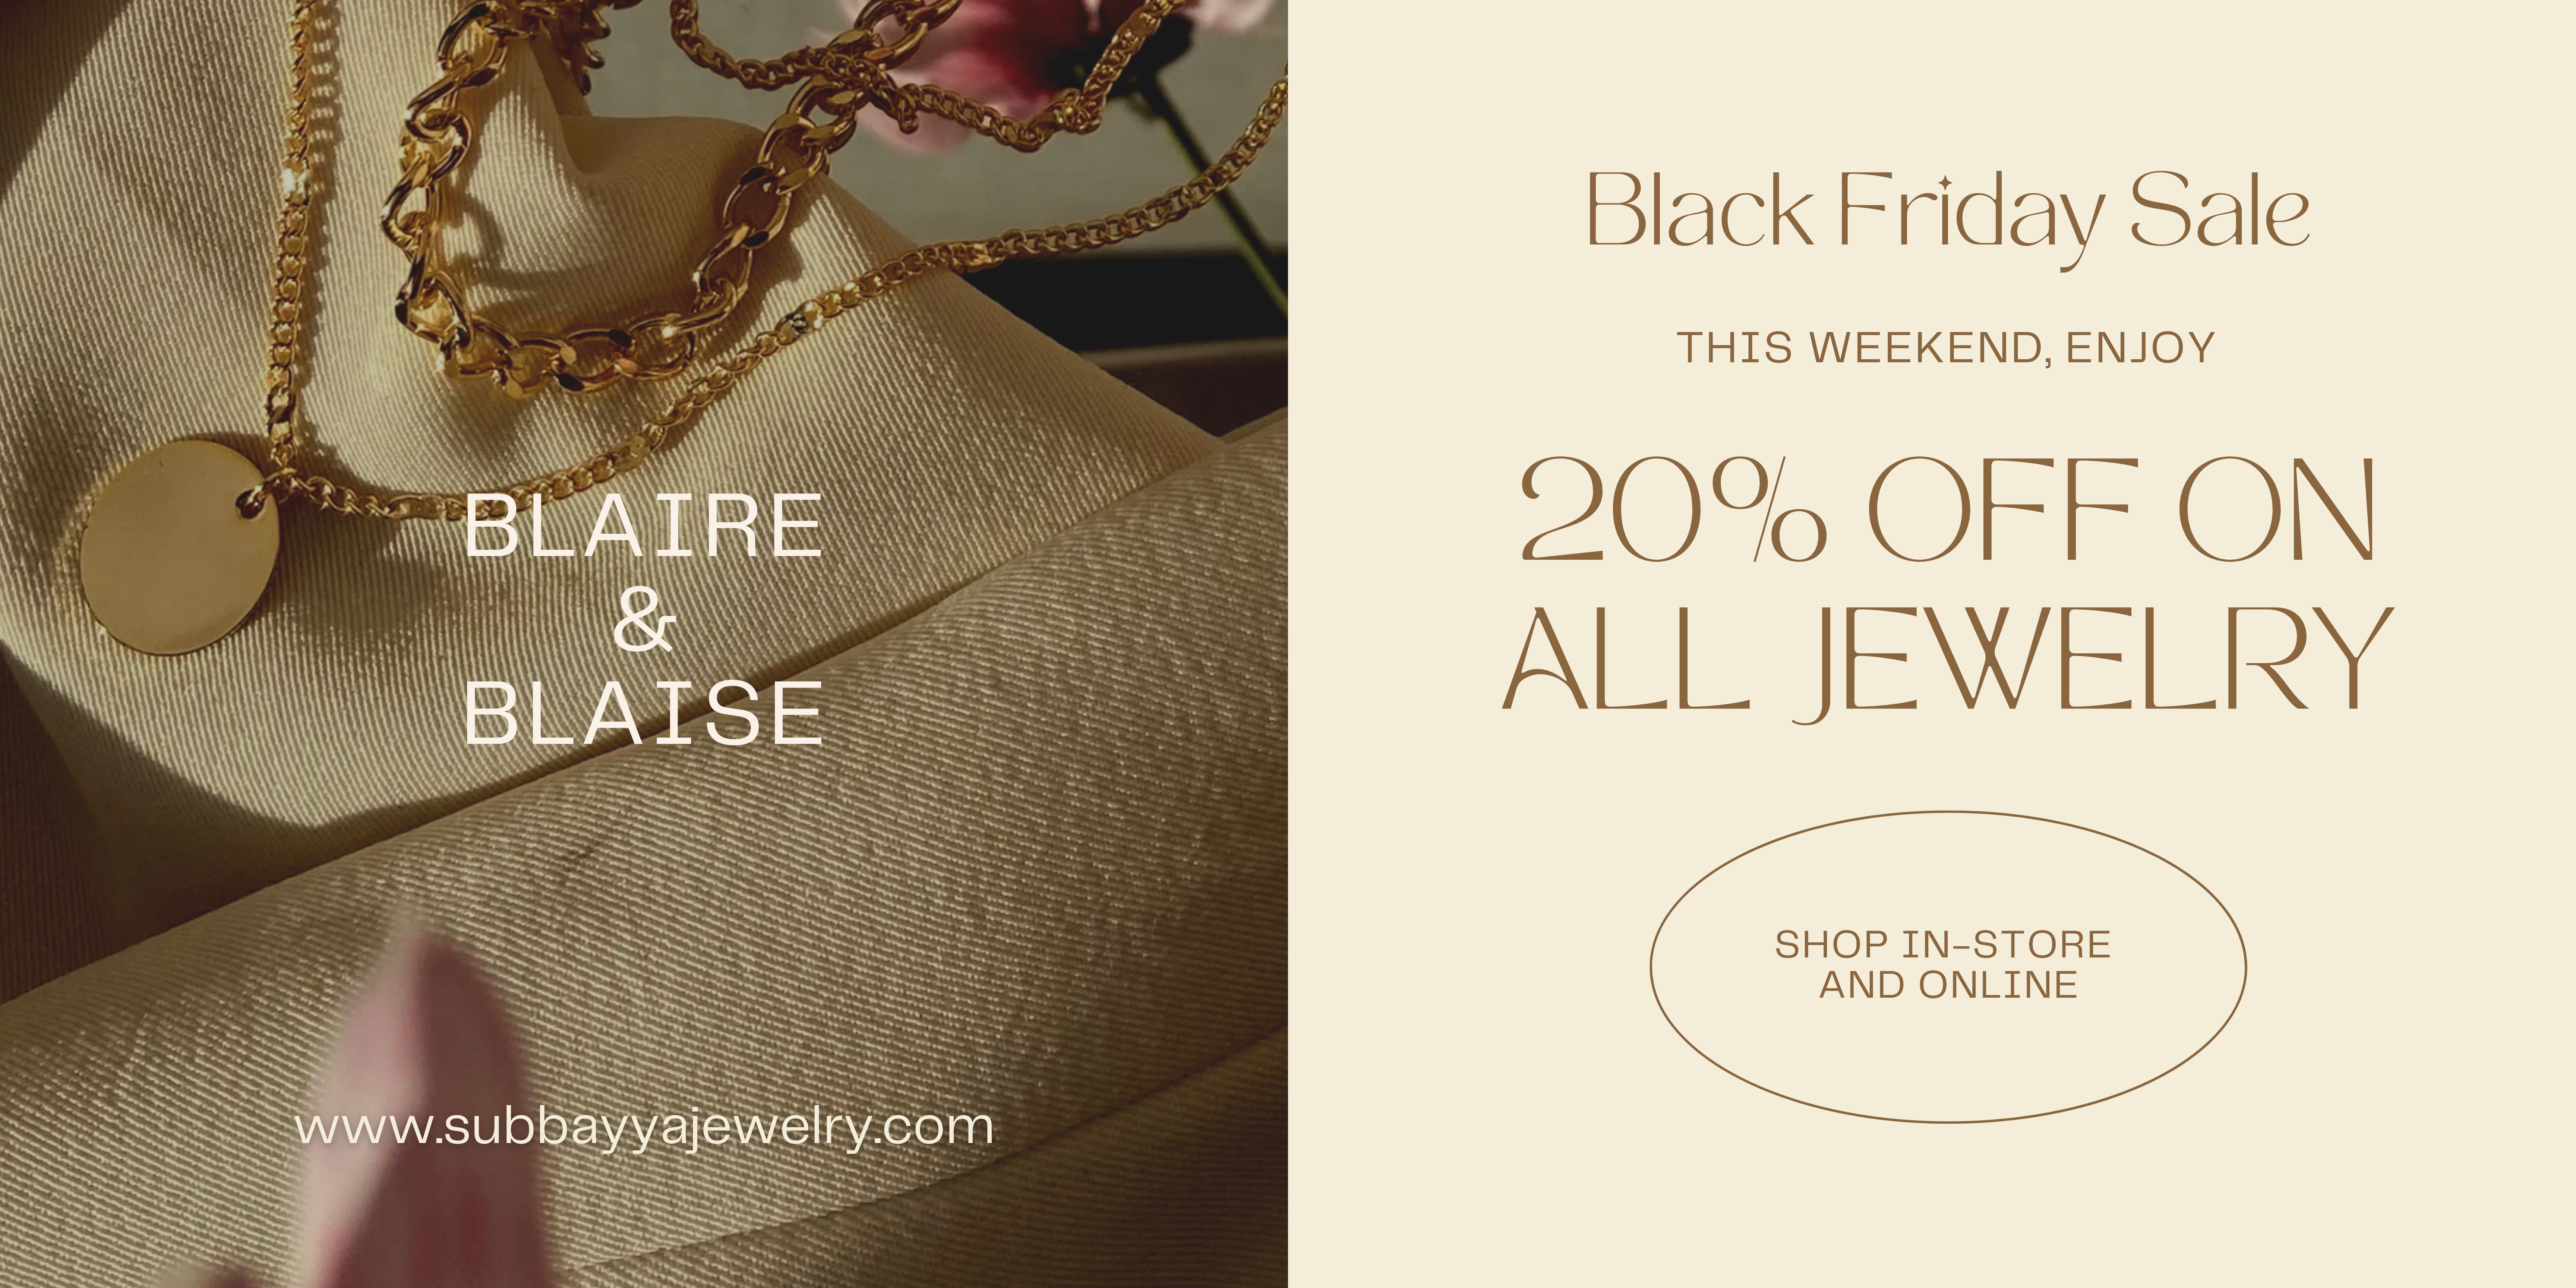 BLAIRE
&
BLAISE
www.subbayyajewelry.com
Black Friday Sale
THIS WEEKEND, ENJOY
20% OFF ON
ALL JEWELRY
SHOP IN-STORE
AND ONLINE